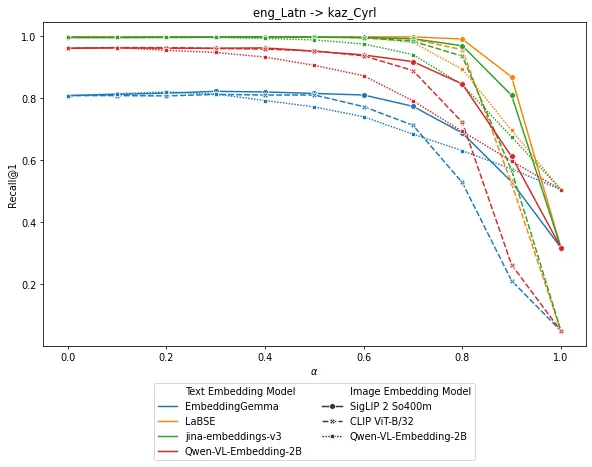 eng_Latn -> kaz_Cyrl
Recall@1
1.0
0.8
0.6
0.4
0.2
0.0 0.2 0.4 0.6 0.8 1.0
α
Text Embedding Model Image Embedding Model
EmbeddingGemma SigLIP 2 So400m
LaBSE CLIP ViT-B/32
jina-embeddings-v3 Qwen-VL-Embedding-2B
Qwen-VL-Embedding-2B